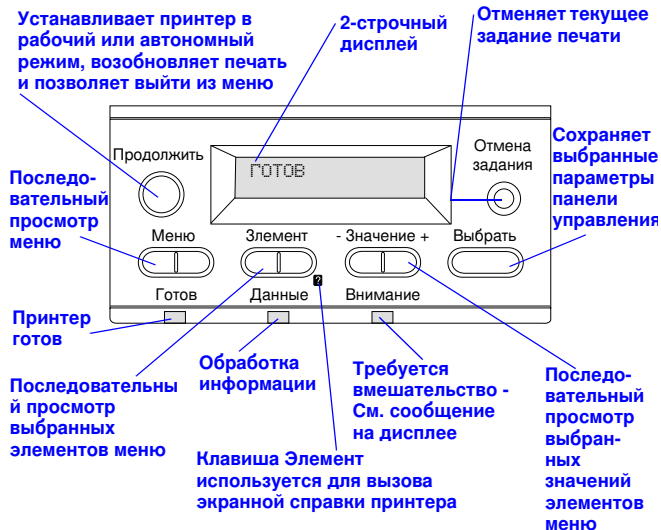 Устанавливает принтер в
рабочий или автономный
режим, возобновляет печать
и позволяет выйти из меню
2-строчный
дисплей
Отменяет текущее
задание печати
Продолжить
ГОТОВ
Отмена
задания
Сохраняет
выбранные
параметры
панели
управления
Последо-
вательный
просмотр
меню
Меню
Злемент
- Значение +
Выбрать
?
Готов
Данные
Внимание
Принтер
готов
Обработка
информации
Требуется
вмешательство -
См. сообщение
на дисплее
Последовательны
й просмотр
выбранных
элементов меню
Клавиша Элемент
используется для вызова
экранной справки принтера
Последо-
вательный
просмотр
выбран-
ных
значений
элементов
меню